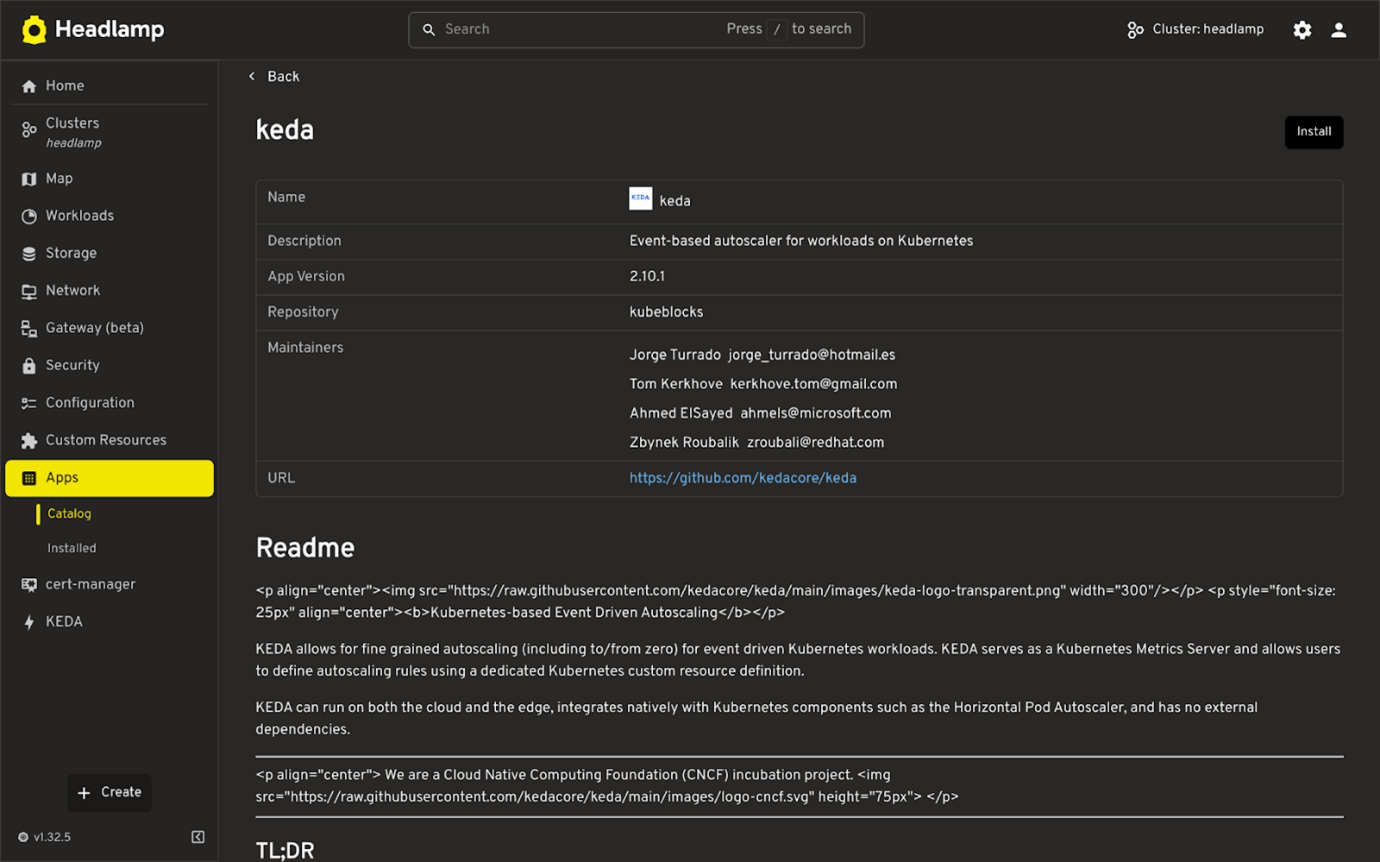 Headlamp
Search
Press / to search
Cluster: headlamp
Home
Clusters
headlamp
Map
Workloads
Storage
Network
Gateway (beta)
Security
Configuration
Custom Resources
Apps
Catalog
Installed
cert-manager
KEDA
Create
v1.32.5
Back
keda
Install
Name
KEDA keda
Description
Event-based autoscaler for workloads on Kubernetes
App Version
2.10.1
Repository
kubeblocks
Maintainers
Jorge Turrado jorge_turrado@hotmail.es
Tom Kerkhove kerkhove.tom@gmail.com
Ahmed ElSayed ahmels@microsoft.com
Zbynek Roubalik zroubali@redhat.com
URL
https://github.com/kedacore/keda
Readme
<p align="center"><img src="https://raw.githubusercontent.com/kedacore/keda/main/images/keda-logo-transparent.png" width="300"/></p> <p style="font-size:
25px" align="center"><b>Kubernetes-based Event Driven Autoscaling</b></p>
KEDA allows for fine grained autoscaling (including to/from zero) for event driven Kubernetes workloads. KEDA serves as a Kubernetes Metrics Server and allows users
to define autoscaling rules using a dedicated Kubernetes custom resource definition.
KEDA can run on both the cloud and the edge, integrates natively with Kubernetes components such as the Horizontal Pod Autoscaler, and has no external
dependencies.
<p align="center"> We are a Cloud Native Computing Foundation (CNCF) incubation project. <img
src="https://raw.githubusercontent.com/kedacore/keda/main/images/logo-cncf.svg" height="75px"> </p>
TL;DR